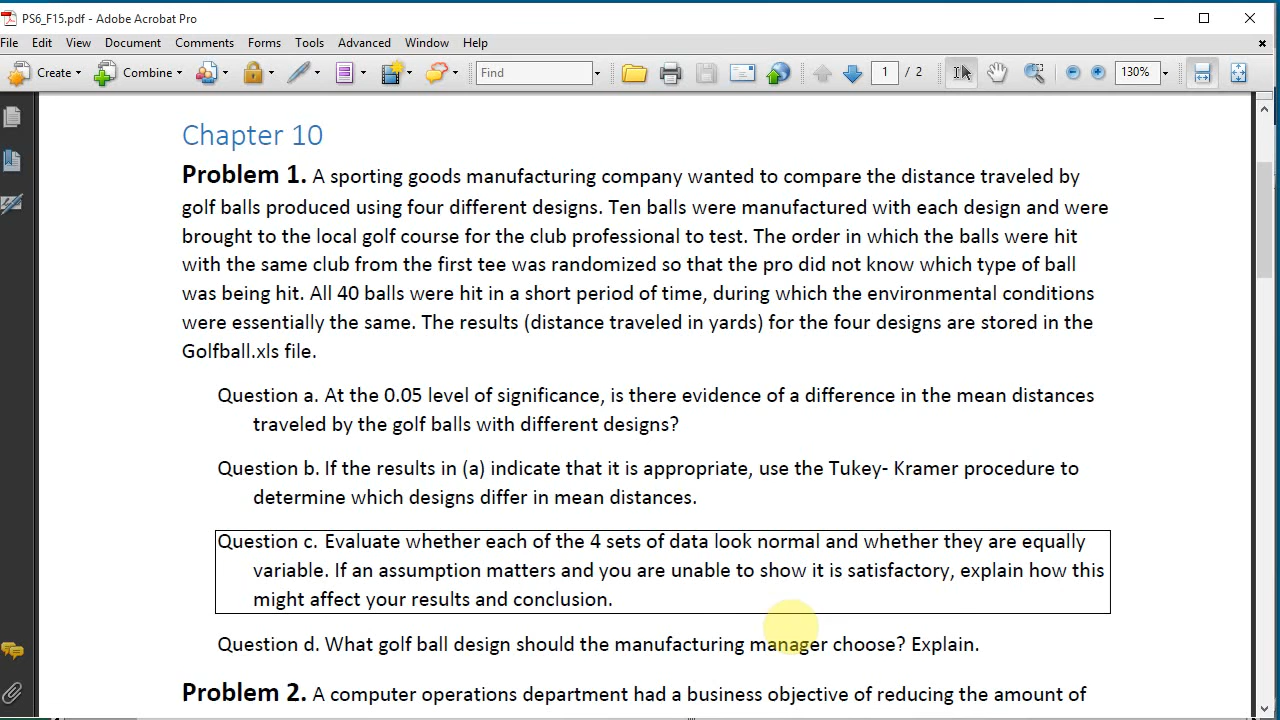 PS6_F15.pdf - Adobe Acrobat Pro
File Edit View Document Comments Forms Tools Advanced Window Help
Create Combine Find 1 / 2 130%
Chapter 10
Problem 1. A sporting goods manufacturing company wanted to compare the distance traveled by
golf balls produced using four different designs. Ten balls were manufactured with each design and were
brought to the local golf course for the club professional to test. The order in which the balls were hit
with the same club from the first tee was randomized so that the pro did not know which type of ball
was being hit. All 40 balls were hit in a short period of time, during which the environmental conditions
were essentially the same. The results (distance traveled in yards) for the four designs are stored in the
Golfball.xls file.
Question a. At the 0.05 level of significance, is there evidence of a difference in the mean distances
traveled by the golf balls with different designs?
Question b. If the results in (a) indicate that it is appropriate, use the Tukey- Kramer procedure to
determine which designs differ in mean distances.
Question c. Evaluate whether each of the 4 sets of data look normal and whether they are equally
variable. If an assumption matters and you are unable to show it is satisfactory, explain how this
might affect your results and conclusion.
Question d. What golf ball design should the manufacturing manager choose? Explain.
Problem 2. A computer operations department had a business objective of reducing the amount of